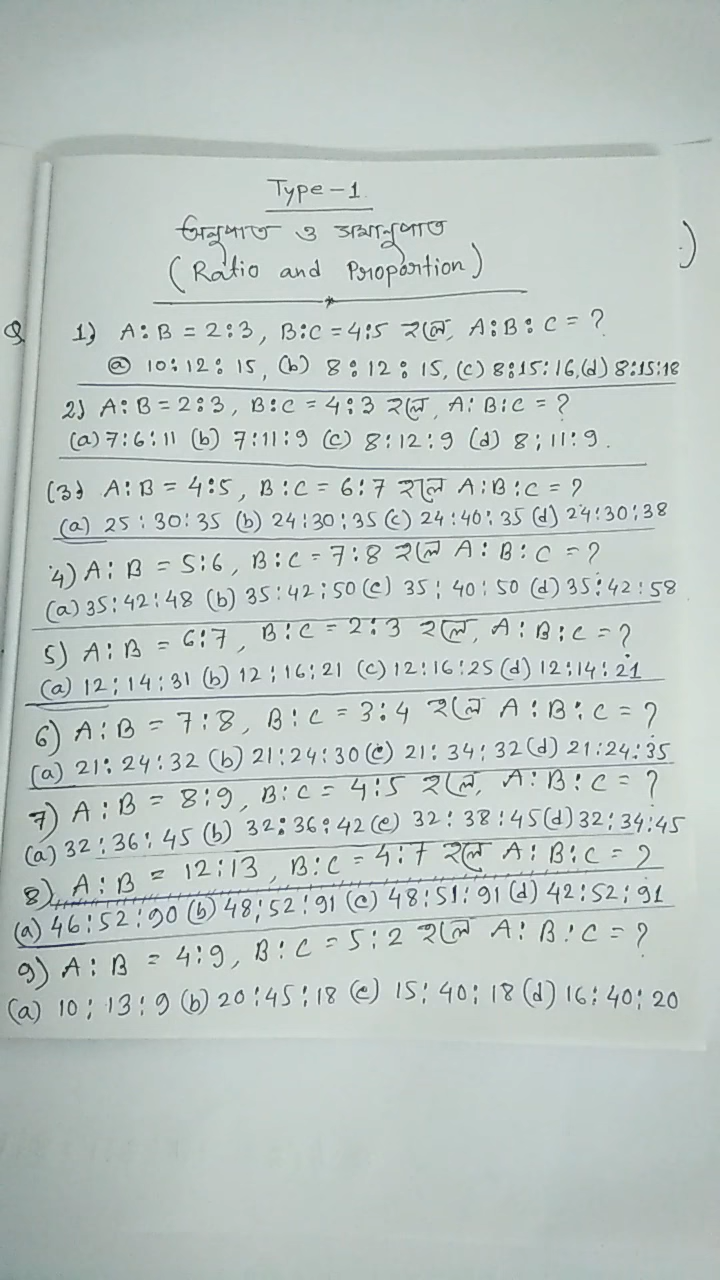 Type-1.
অনুপাত ও সমানুপাত
(Ratio and Proportion)
1) A:B = 2:3, B:C = 4:5 হলে, A:B:C = ?
(a) 10:12:15, (b) 8:12:15, (c) 8:15:16, (d) 8:15:18
2) A:B = 2:3, B:C = 4:3 হলে, A:B:C = ?
(a) 7:6:11 (b) 7:11:9 (c) 8:12:9 (d) 8:11:9.
(3) A:B = 4:5, B:C = 6:7 হলে A:B:C = ?
(a) 25:30:35 (b) 24:30:35 (c) 24:40:35 (d) 24:30:38
4) A:B = 5:6, B:C = 7:8 হলে A:B:C = ?
(a) 35:42:48 (b) 35:42:50 (c) 35:40:50 (d) 35:42:58
5) A:B = 6:7, B:C = 2:3 হলে, A:B:C = ?
(a) 12:14:31 (b) 12:16:21 (c) 12:16:25 (d) 12:14:21
6) A:B = 7:8, B:C = 3:4 হলে A:B:C = ?
(a) 21:24:32 (b) 21:24:30 (c) 21:34:32 (d) 21:24:35
7) A:B = 8:9, B:C = 4:5 হলে, A:B:C = ?
(a) 32:36:45 (b) 32:36:42 (c) 32:38:45 (d) 32:34:45
8) A:B = 12:13, B:C = 4:7 হলে A:B:C = ?
(a) 46:52:90 (b) 48:52:91 (c) 48:51:91 (d) 42:52:91
9) A:B = 4:9, B:C = 5:2 হলে A:B:C = ?
(a) 10:13:9 (b) 20:45:18 (c) 15:40:18 (d) 16:40:20